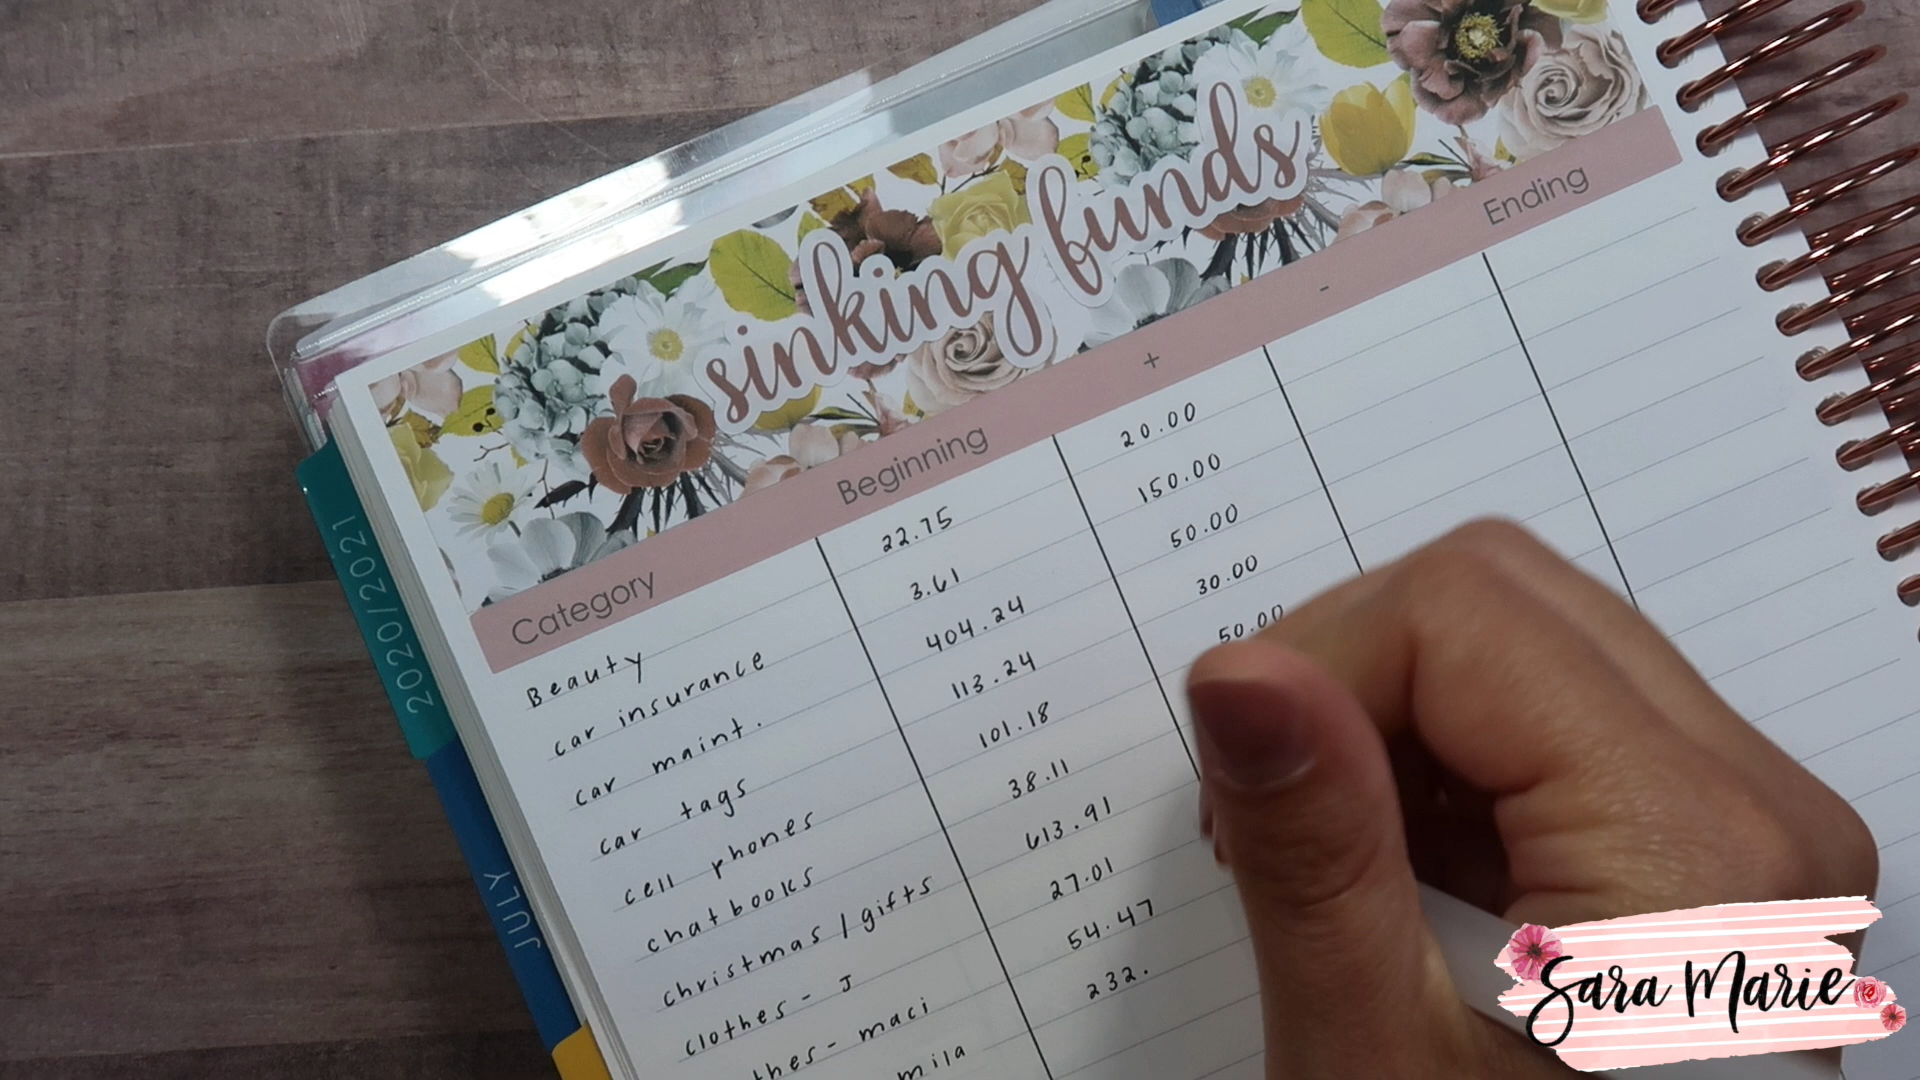 sinking funds
Category Beginning + - Ending
Beauty 22.75 20.00
car insurance 3.61 150.00
car maint. 404.24 50.00
car tags 113.24 30.00
cell phones 101.18 50.00
chatbooks 38.11
christmas / gifts 613.91
clothes - J 27.01
thes - maci 54.47
mila 232.
2020/2021
JULY
Sara Marie